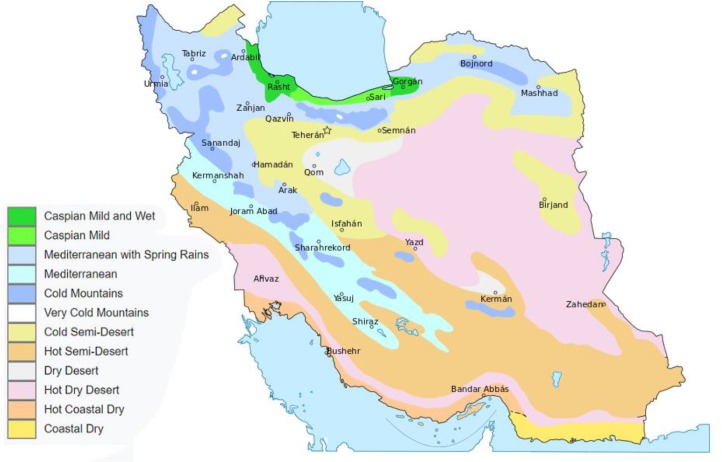 Tabriz
Ardabil
Urmia
Rasht
Gorgán
Bojnord
Sari
Mashhad
Zanjan
Qazvin
Teherán
Semnán
Sanandaj
Hamadán
Qom
Kermanshah
Arak
Ilam
Joram Abad
Birjand
Isfahán
Sharahrekord
Yazd
Ahvaz
Yasuj
Kermán
Zahedan
Shiraz
Bushehr
Bandar Abbás
Caspian Mild and Wet
Caspian Mild
Mediterranean with Spring Rains
Mediterranean
Cold Mountains
Very Cold Mountains
Cold Semi-Desert
Hot Semi-Desert
Dry Desert
Hot Dry Desert
Hot Coastal Dry
Coastal Dry